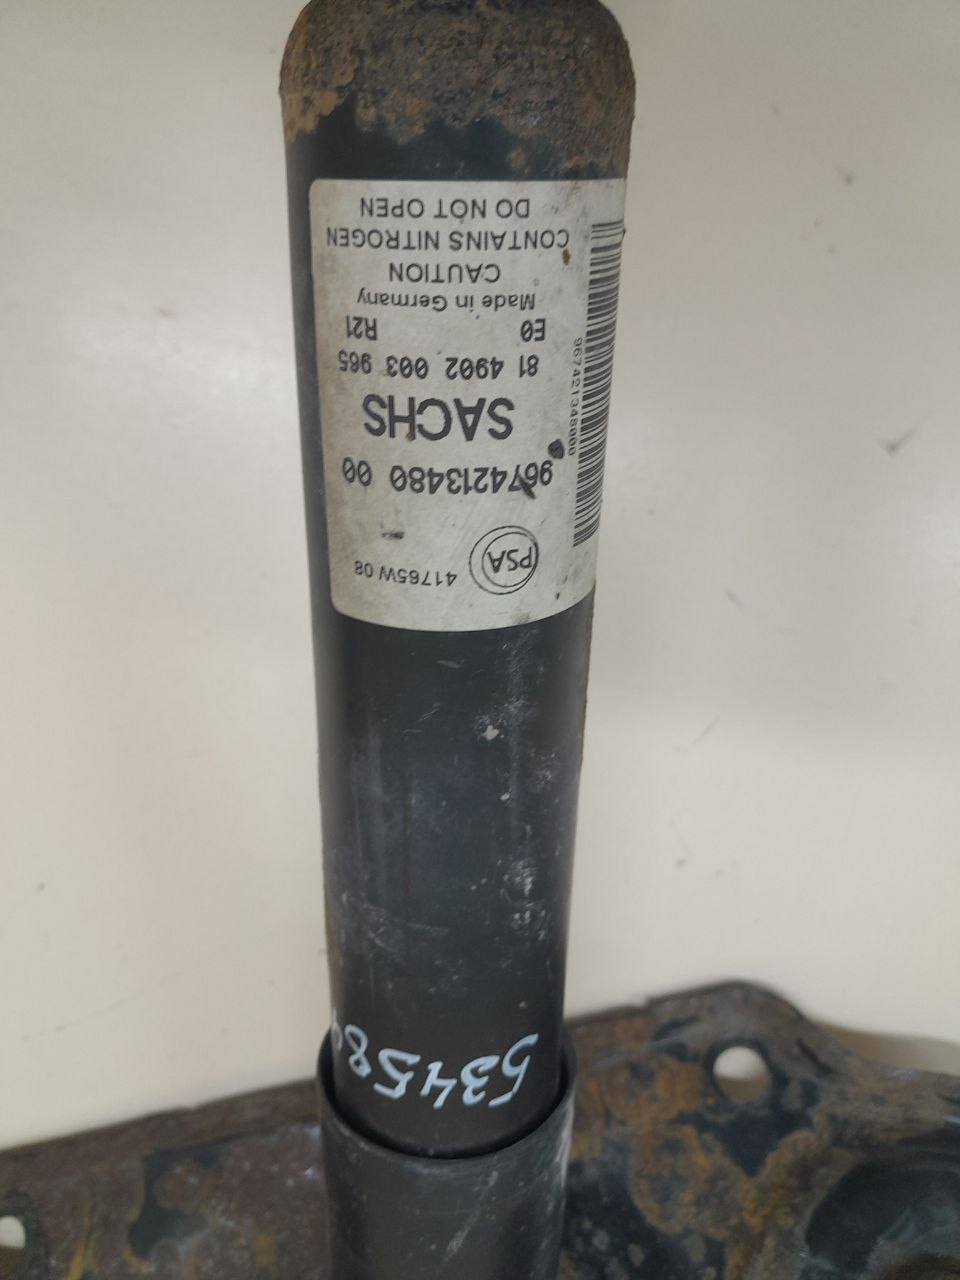 41765W 08
PSA
9674213480 00
SACHS
81 4902 003 965
E0 R21
Made in Germany
CAUTION
CONTAINS NITROGEN
DO NOT OPEN
967421348000
53458